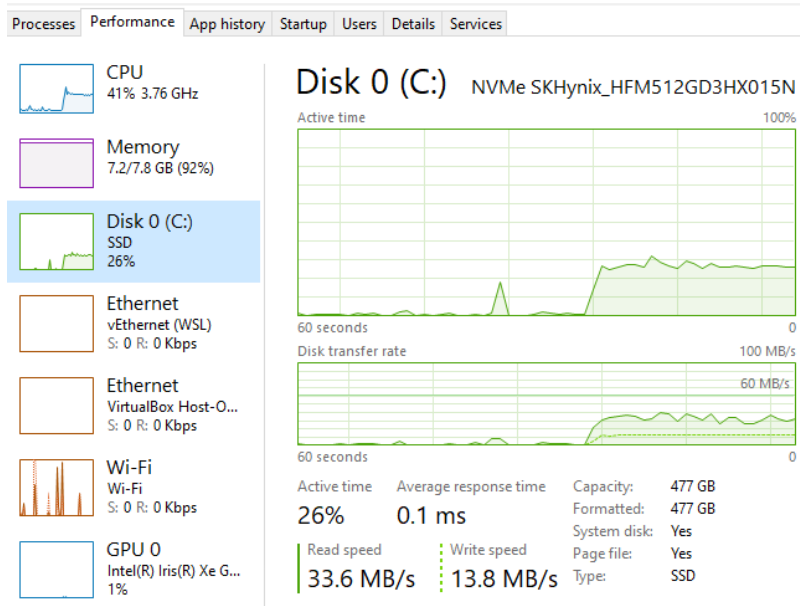 Processes Performance App history Startup Users Details Services
CPU
41% 3.76 GHz
Memory
7.2/7.8 GB (92%)
Disk 0 (C:)
SSD
26%
Ethernet
vEthernet (WSL)
S: 0 R: 0 Kbps
Ethernet
VirtualBox Host-O...
S: 0 R: 0 Kbps
Wi-Fi
Wi-Fi
S: 0 R: 0 Kbps
GPU 0
Intel(R) Iris(R) Xe G...
1%
Disk 0 (C:) NVMe SKHynix_HFM512GD3HX015N
Active time 100%
60 seconds 0
Disk transfer rate 100 MB/s
60 MB/s
60 seconds 0
Active time Average response time
26% 0.1 ms
Read speed Write speed
33.6 MB/s 13.8 MB/s
Capacity: 477 GB
Formatted: 477 GB
System disk: Yes
Page file: Yes
Type: SSD